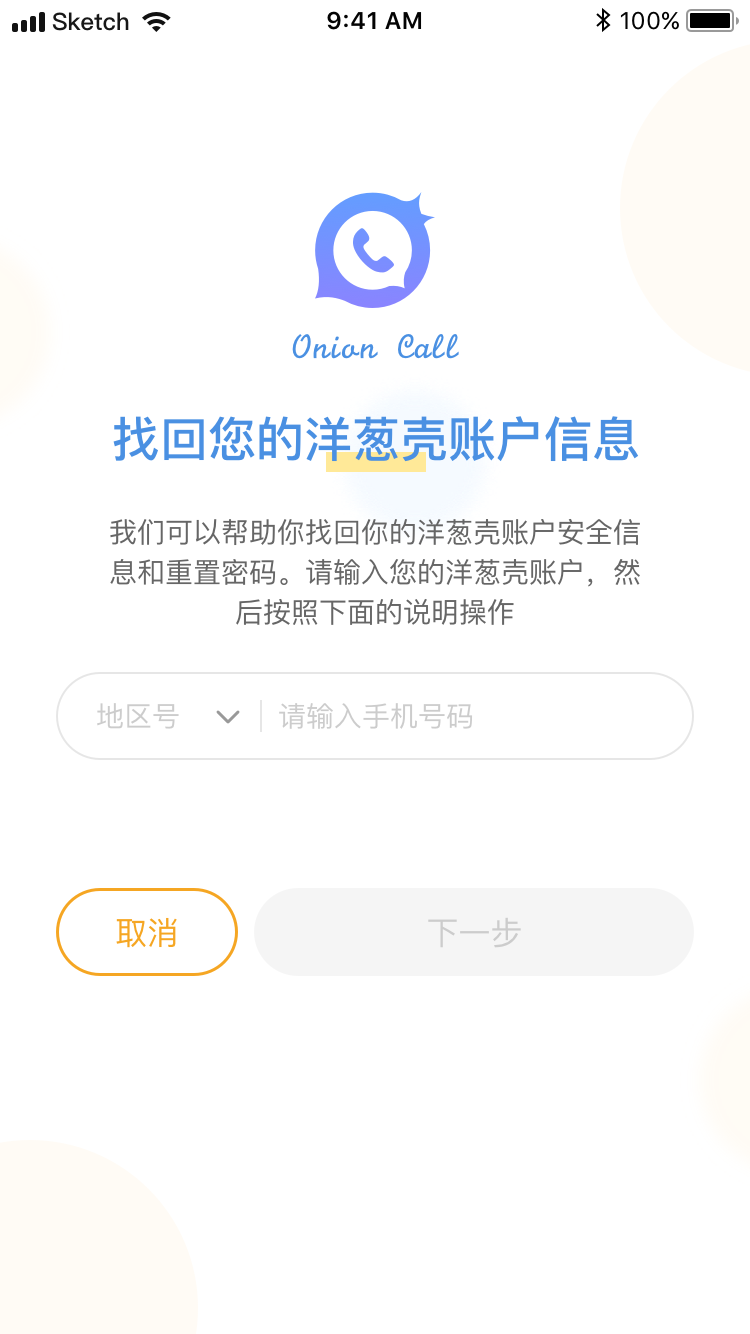 Sketch 9:41 AM 100%
Onion Call
找回您的洋葱壳账户信息
我们可以帮助你找回你的洋葱壳账户安全信
息和重置密码。请输入您的洋葱壳账户，然
后按照下面的说明操作
地区号 请输入手机号码
取消 下一步